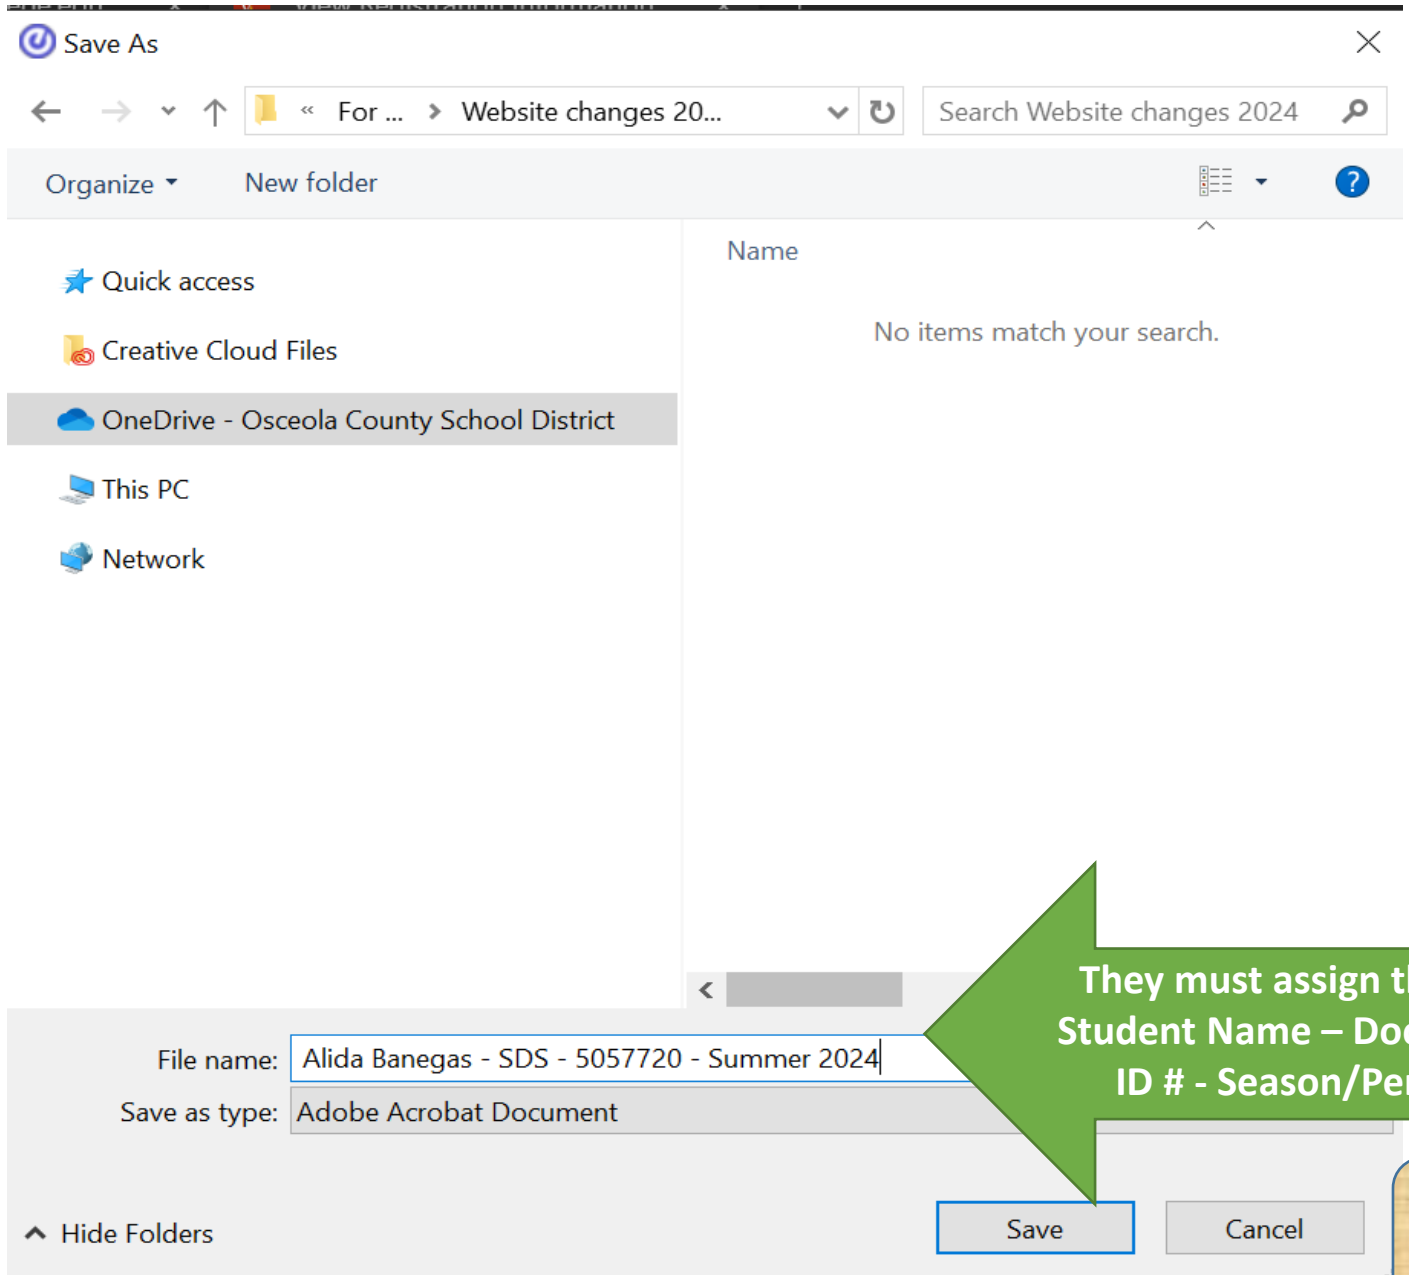 View Registration Information
Save As
« For ... > Website changes 20...
Search Website changes 2024
Organize
New folder
Name
Quick access
No items match your search.
Creative Cloud Files
OneDrive - Osceola County School District
This PC
Network
They must assign
Student Name –
ID # - Season/
File name: Alida Banegas - SDS - 5057720 - Summer 2024
Save as type: Adobe Acrobat Document
Hide Folders
Save
Cancel